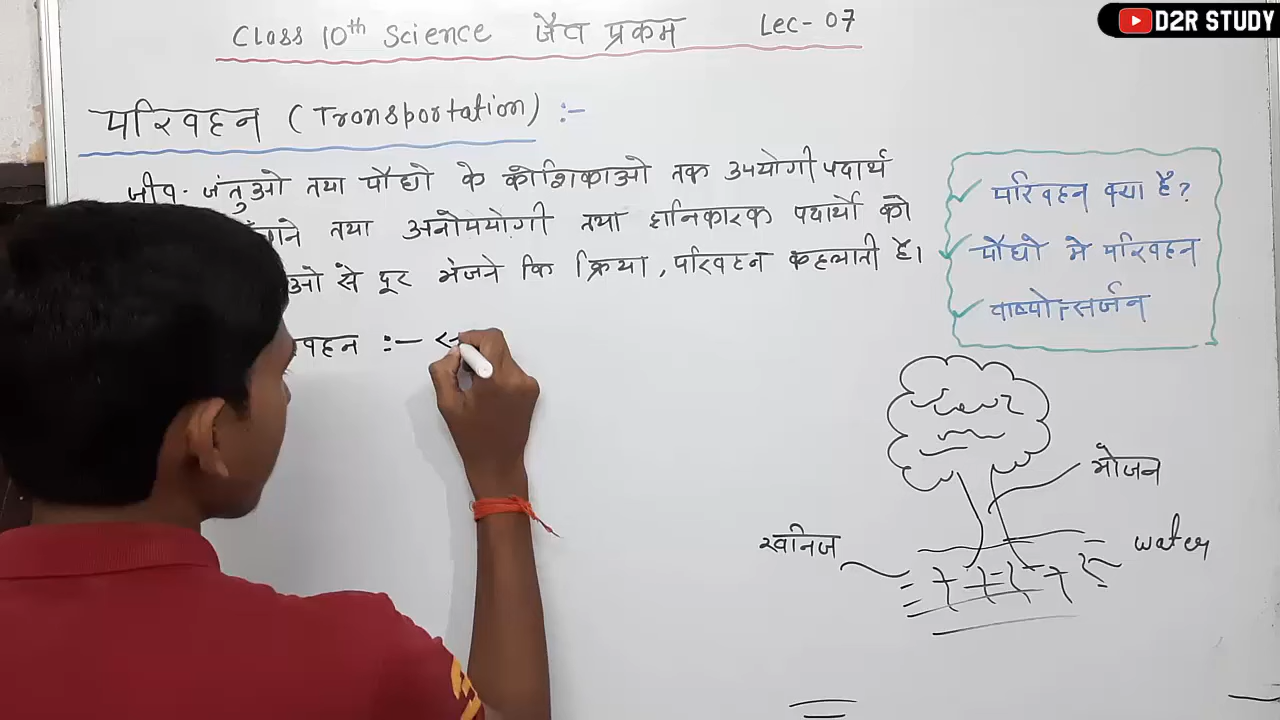 D2R STUDY
Class 10th Science जैव प्रक्रम Lec- 07
परिवहन (Transportation) :-
जीव- जंतुओ तथा पौधो के कोशिकाओ तक उपयोगी पदार्थ
तथा अनोपयोगी तथा हानिकारक पदार्थो को
से दूर भेजने कि क्रिया, परिवहन कहलाती है।
:-
परिवहन क्या है?
पौधो मे परिवहन
वाष्पोत्सर्जन
भोजन
खनिज
water